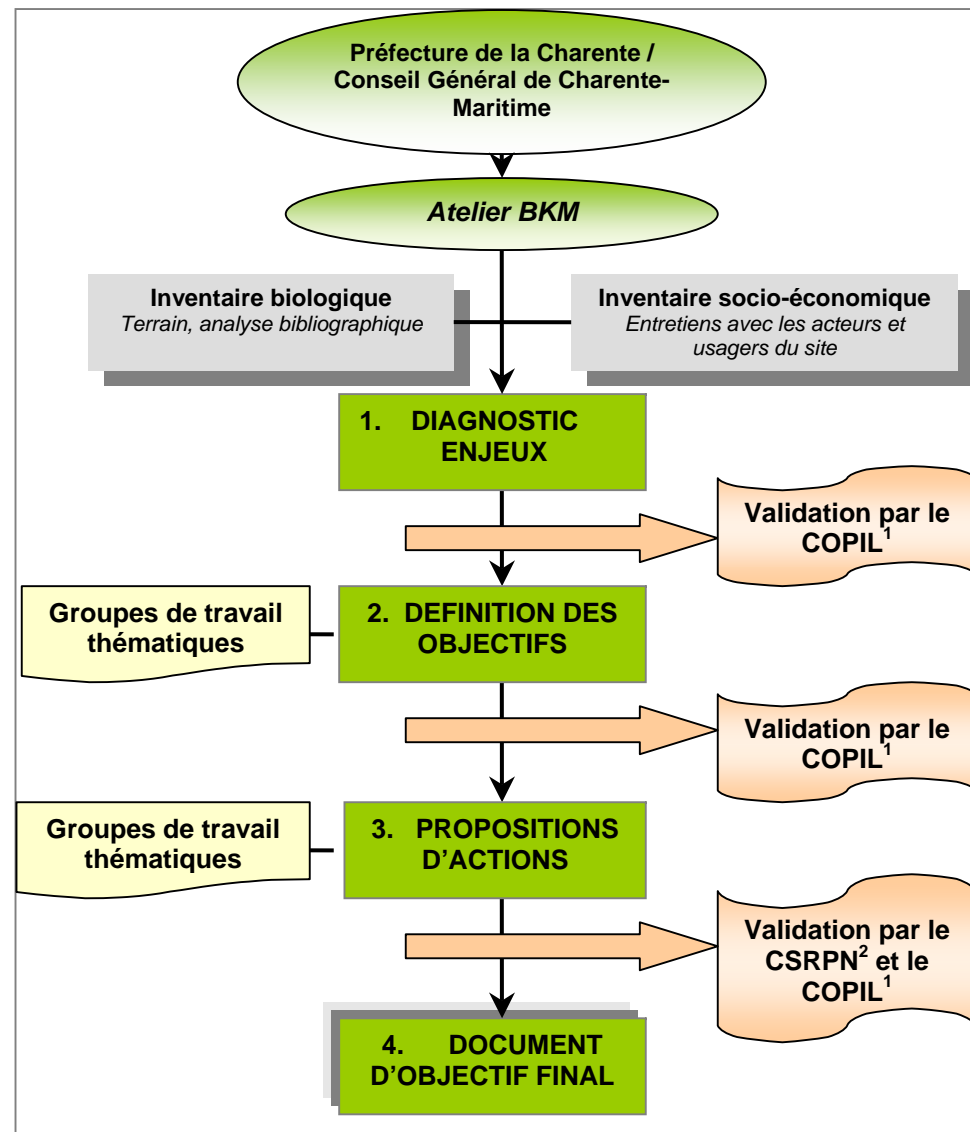 Préfecture de la Charente /
Conseil Général de Charente-
Maritime
Atelier BKM
Inventaire biologique
Terrain, analyse bibliographique
Inventaire socio-économique
Entretiens avec les acteurs et
usagers du site
1. DIAGNOSTIC
ENJEUX
Validation par le
COPIL¹
Groupes de travail
thématiques
2. DEFINITION DES
OBJECTIFS
Validation par le
COPIL¹
Groupes de travail
thématiques
3. PROPOSITIONS
D’ACTIONS
Validation par le
CSRPN² et le
COPIL¹
4. DOCUMENT
D’OBJECTIF FINAL